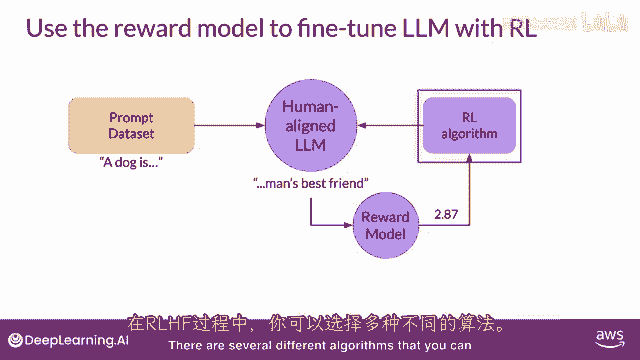 Use the reward model to fine-tune LLM with RL
Prompt
Dataset
"A dog is..."
Human-
aligned
LLM
"...man's best friend"
RL
algorithm
Reward
Model
2.87
在RLHF过程中，你可以选择多种不同的算法。
There are several different algorithms that you can
DeepLearning.AI
aws